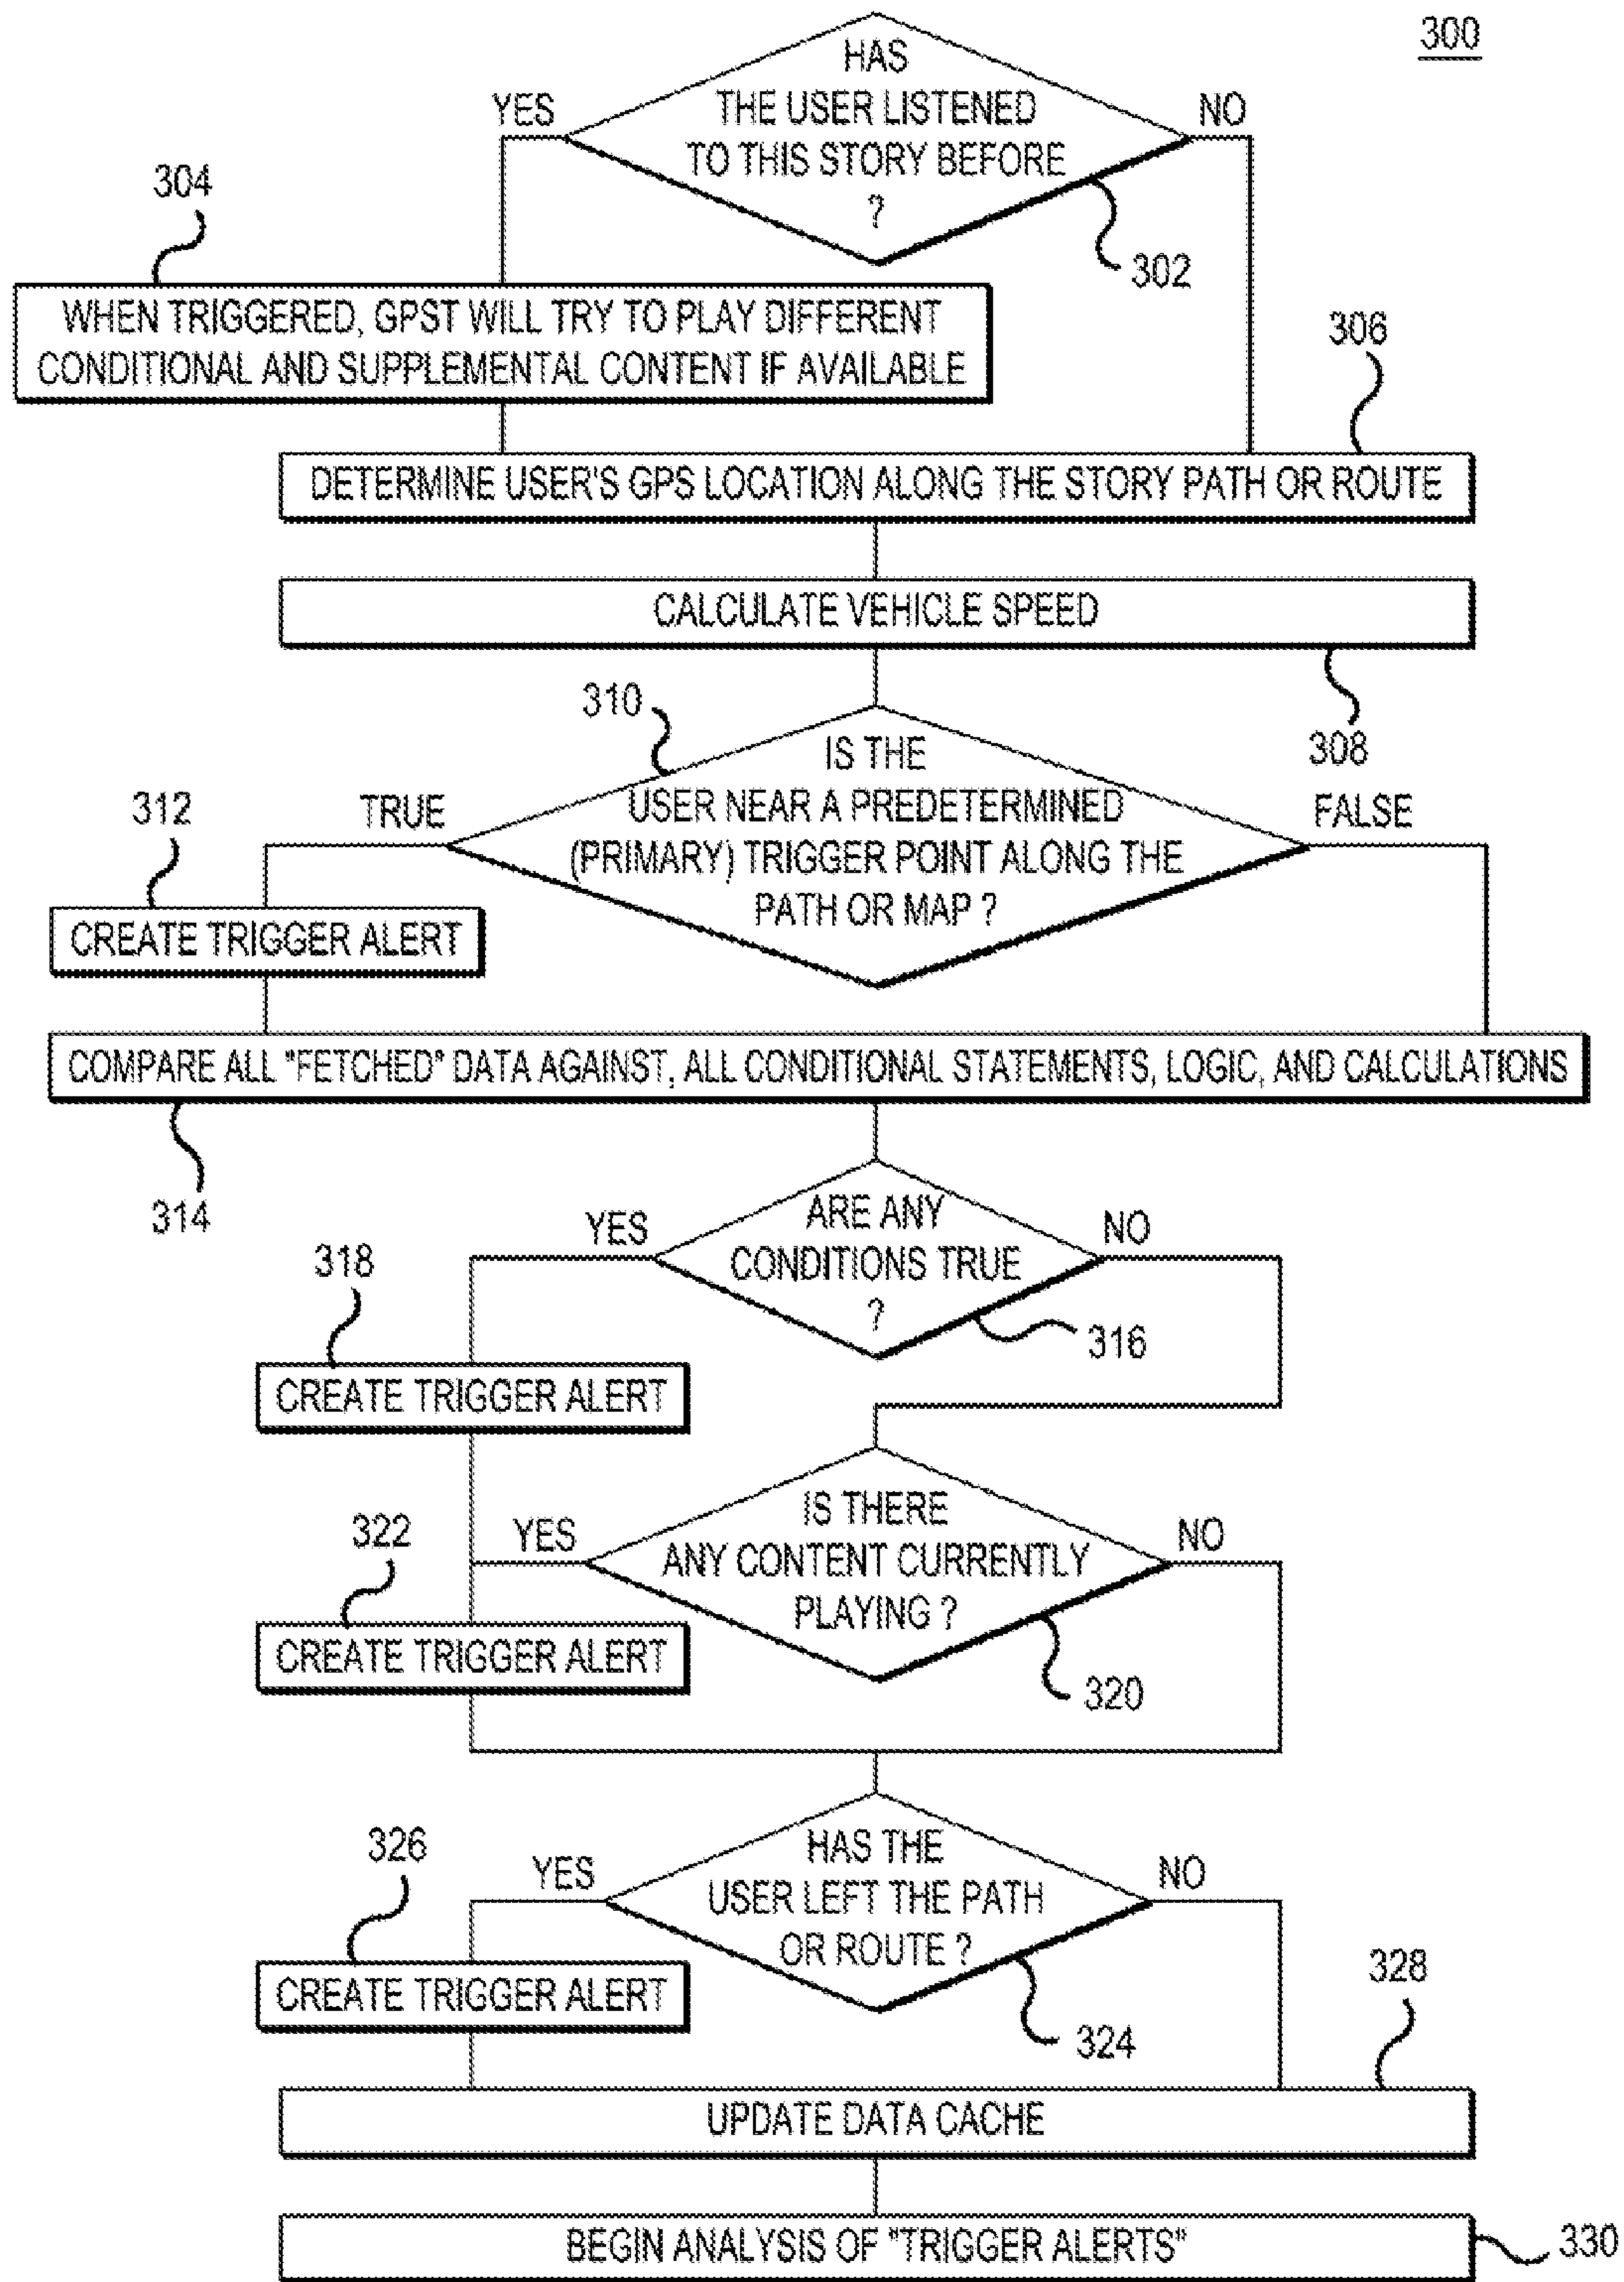 300
HAS
THE USER LISTENED
TO THIS STORY BEFORE
?
YES
NO
302
304
WHEN TRIGGERED, GPST WILL TRY TO PLAY DIFFERENT
CONDITIONAL AND SUPPLEMENTAL CONTENT IF AVAILABLE
306
DETERMINE USER'S GPS LOCATION ALONG THE STORY PATH OR ROUTE
CALCULATE VEHICLE SPEED
308
310
IS THE
USER NEAR A PREDETERMINED
(PRIMARY) TRIGGER POINT ALONG THE
PATH OR MAP ?
TRUE
FALSE
312
CREATE TRIGGER ALERT
COMPARE ALL "FETCHED" DATA AGAINST, ALL CONDITIONAL STATEMENTS, LOGIC, AND CALCULATIONS
314
ARE ANY
CONDITIONS TRUE
?
YES
NO
316
318
CREATE TRIGGER ALERT
IS THERE
ANY CONTENT CURRENTLY
PLAYING ?
YES
NO
320
322
CREATE TRIGGER ALERT
HAS THE
USER LEFT THE PATH
OR ROUTE ?
YES
NO
324
326
CREATE TRIGGER ALERT
328
UPDATE DATA CACHE
BEGIN ANALYSIS OF "TRIGGER ALERTS"
330